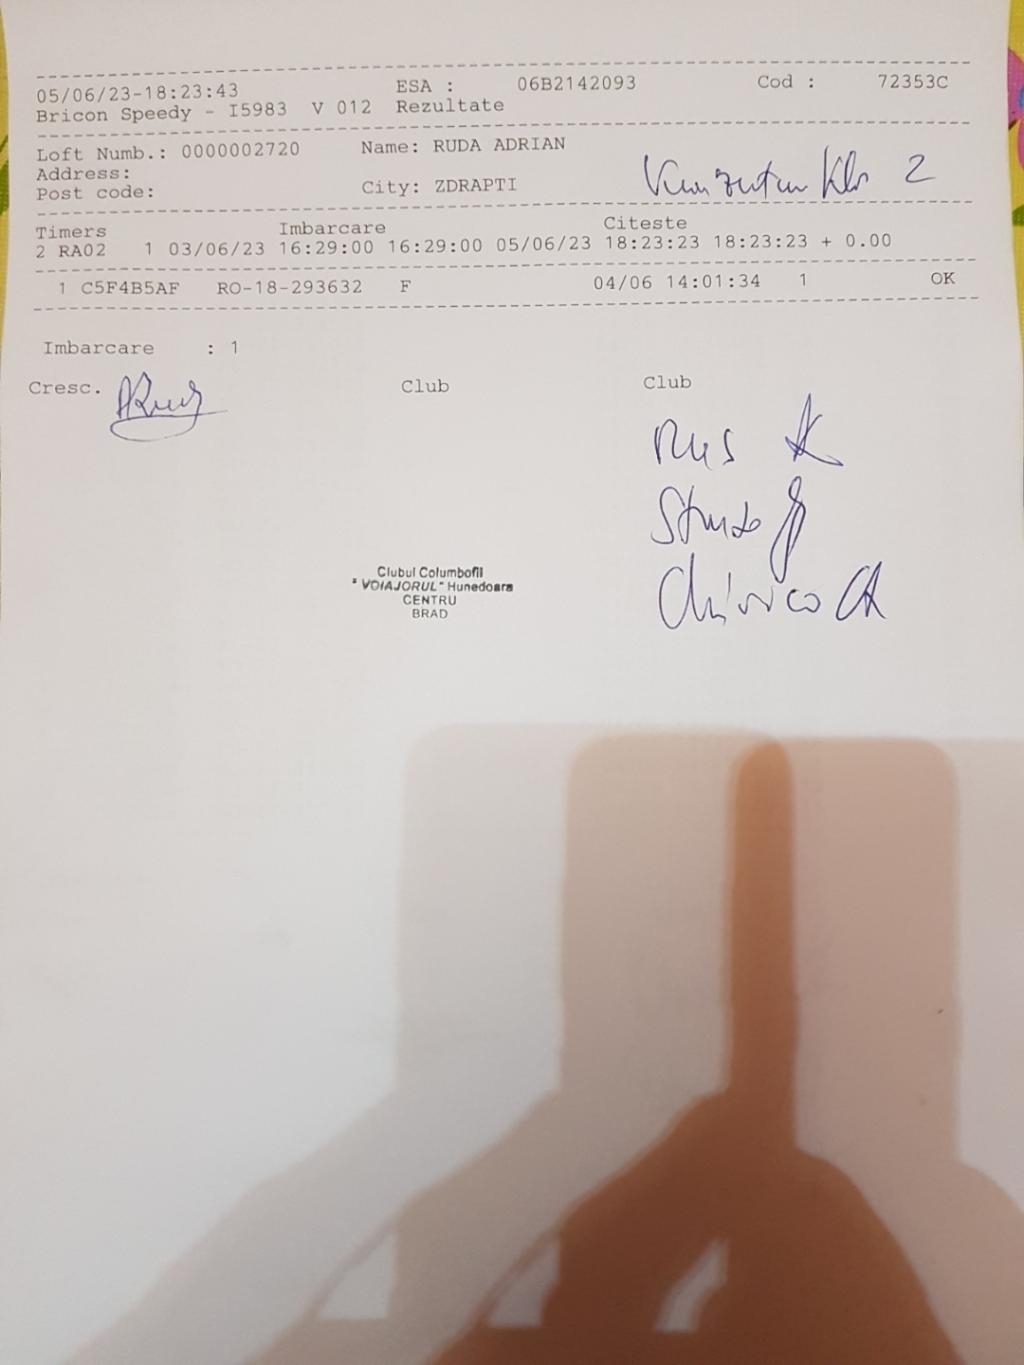 05/06/23-18:23:43 ESA : 06B2142093 Cod : 72353C
Bricon Speedy - I5983 V 012 Rezultate
Loft Numb.: 0000002720 Name: RUDA ADRIAN
Address:
Post code: City: ZDRAPTI
2
Timers Imbarcare Citeste
2 RA02 1 03/06/23 16:29:00 16:29:00 05/06/23 18:23:23 18:23:23 + 0.00
1 C5F4B5AF RO-18-293632 F 04/06 14:01:34 1 OK
Imbarcare : 1
Cresc. Club Club
Rus
Clubul Columbofil
"VOIAJORUL" Hunedoara
CENTRU
BRAD